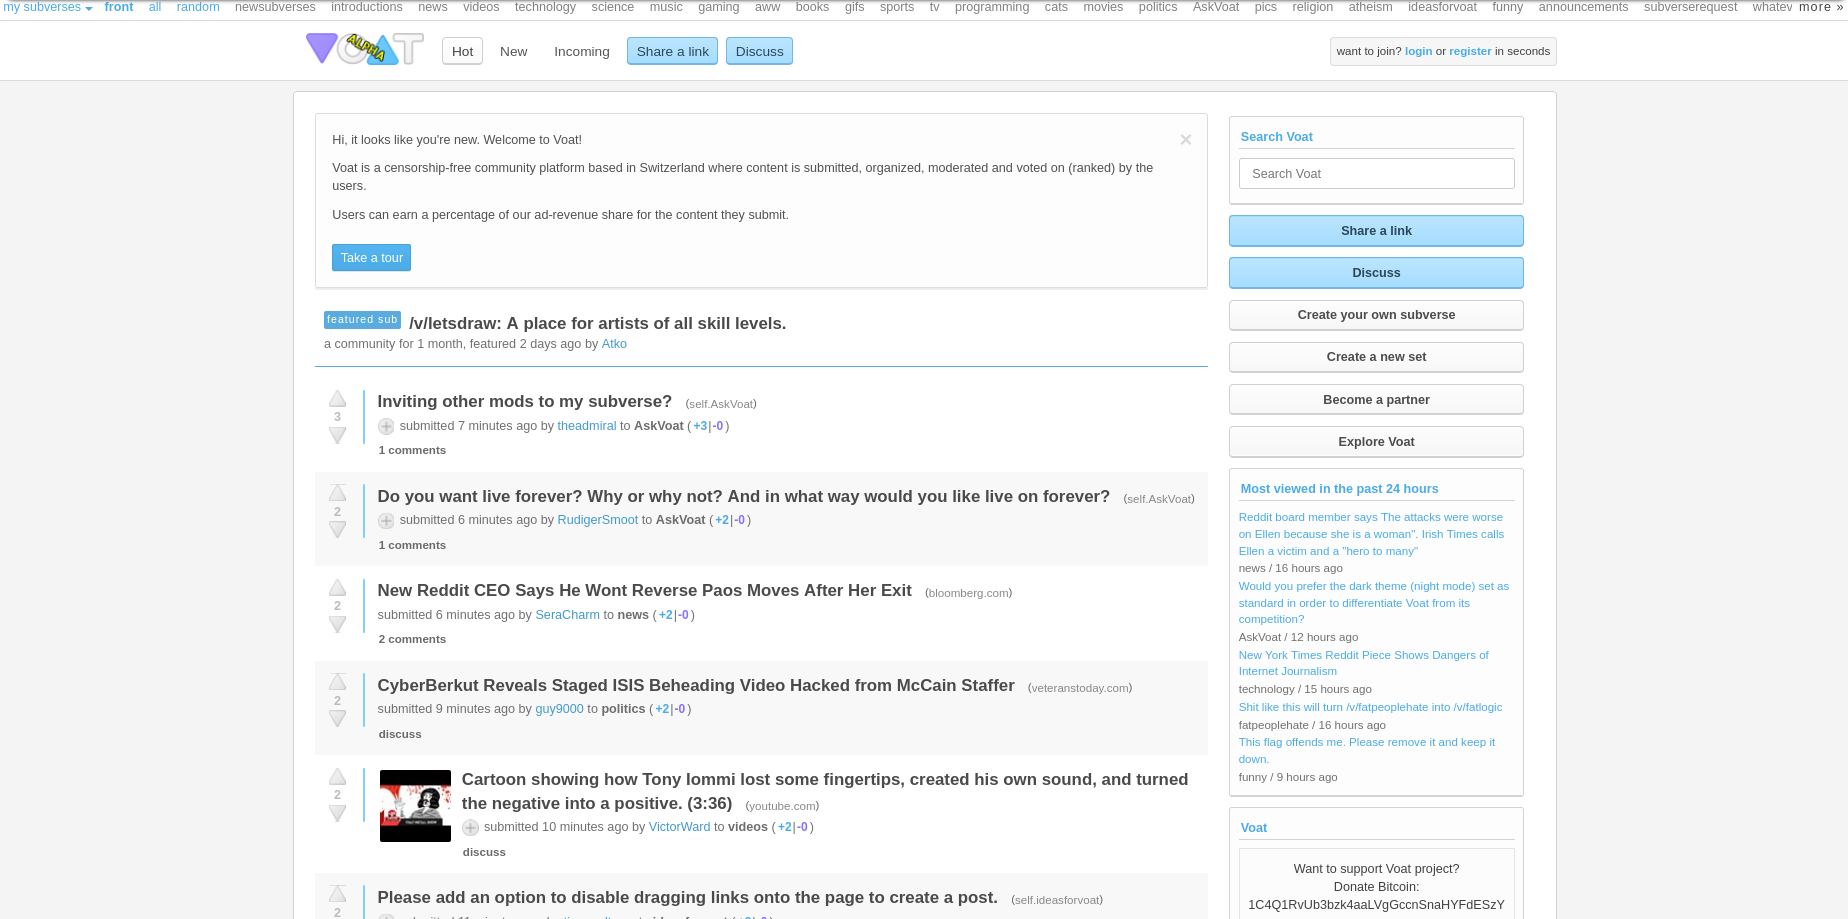 my subverses front all random newsubverses introductions news videos technology science music gaming aww books gifs sports tv programming cats movies politics AskVoat pics religion atheism ideasforvoat funny announcements subverserequest whatev more »
VOAT ALPHA Hot New Incoming Share a link Discuss want to join? login or register in seconds
Hi, it looks like you're new. Welcome to Voat!
×
Voat is a censorship-free community platform based in Switzerland where content is submitted, organized, moderated and voted on (ranked) by the
users.
Users can earn a percentage of our ad-revenue share for the content they submit.
Take a tour
featured sub /v/letsdraw: A place for artists of all skill levels.
a community for 1 month, featured 2 days ago by Atko
Inviting other mods to my subverse? (self.AskVoat)
3
submitted 7 minutes ago by theadmiral to AskVoat (+3|-0)
1 comments
Do you want live forever? Why or why not? And in what way would you like live on forever? (self.AskVoat)
2
submitted 6 minutes ago by RudigerSmoot to AskVoat (+2|-0)
1 comments
New Reddit CEO Says He Wont Reverse Paos Moves After Her Exit (bloomberg.com)
2
submitted 6 minutes ago by SeraCharm to news (+2|-0)
2 comments
CyberBerkut Reveals Staged ISIS Beheading Video Hacked from McCain Staffer (veteranstoday.com)
2
submitted 9 minutes ago by guy9000 to politics (+2|-0)
discuss
Cartoon showing how Tony Iommi lost some fingertips, created his own sound, and turned
the negative into a positive. (3:36) (youtube.com)
2
submitted 10 minutes ago by VictorWard to videos (+2|-0)
discuss
Please add an option to disable dragging links onto the page to create a post. (self.ideasforvoat)
2
Search Voat
Search Voat
Share a link
Discuss
Create your own subverse
Create a new set
Become a partner
Explore Voat
Most viewed in the past 24 hours
Reddit board member says The attacks were worse
on Ellen because she is a woman". Irish Times calls
Ellen a victim and a "hero to many"
news / 16 hours ago
Would you prefer the dark theme (night mode) set as
standard in order to differentiate Voat from its
competition?
AskVoat / 12 hours ago
New York Times Reddit Piece Shows Dangers of
Internet Journalism
technology / 15 hours ago
Shit like this will turn /v/fatpeoplehate into /v/fatlogic
fatpeoplehate / 16 hours ago
This flag offends me. Please remove it and keep it
down.
funny / 9 hours ago
Voat
Want to support Voat project?
Donate Bitcoin:
1C4Q1RvUb3bzk4aaLVgGccnSnaHYFdESzY